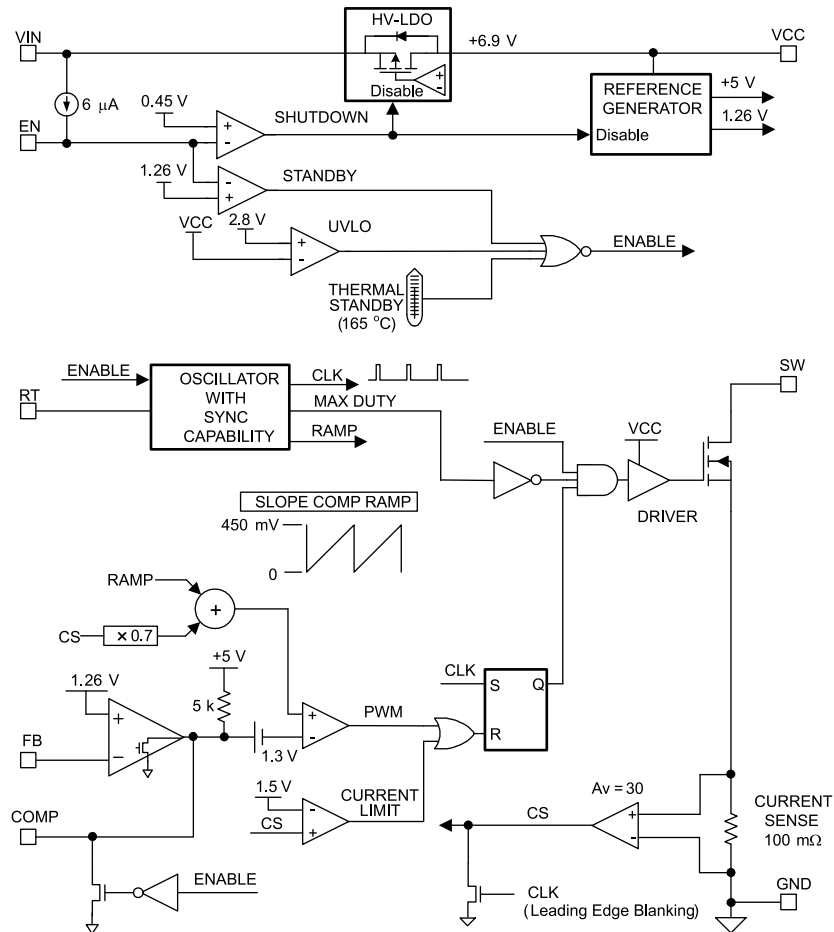 HV-LDO
VIN
+6.9 V
VCC
Disable
6 μA
0.45 V
SHUTDOWN
REFERENCE
GENERATOR
+5 V
1.26 V
Disable
EN
+
-
+
-
1.26 V
-
+
STANDBY
VCC
2.8 V
UVLO
+
-
ENABLE
THERMAL
STANDBY
(165 °C)
ENABLE
OSCILLATOR
WITH
SYNC
CAPABILITY
CLK
MAX DUTY
RAMP
RT
SW
ENABLE
VCC
DRIVER
SLOPE COMP RAMP
450 mV
0
RAMP
+
CS
× 0.7
+5 V
5 k
1.26 V
+
−
FB
1.3 V
+
-
PWM
CLK
S
Q
R
1.5 V
CS
-
+
CURRENT
LIMIT
COMP
ENABLE
Av = 30
CS
+
-
CURRENT
SENSE
100 mΩ
CLK
(Leading Edge Blanking)
GND